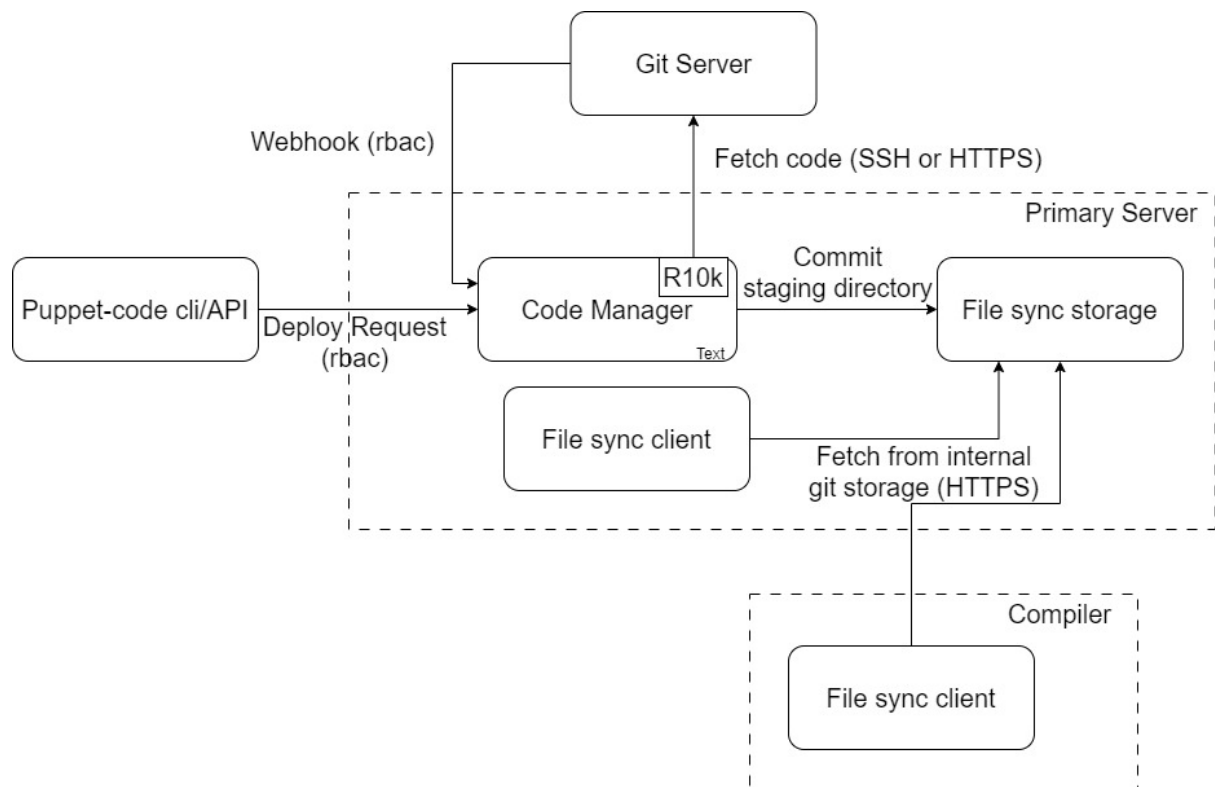 Git Server
Webhook (rbac)
Fetch code (SSH or HTTPS)
Primary Server
Puppet-code cli/API
Deploy Request
(rbac)
R10k
Code Manager
Text
Commit
staging directory
File sync storage
File sync client
Fetch from internal
git storage (HTTPS)
Compiler
File sync client